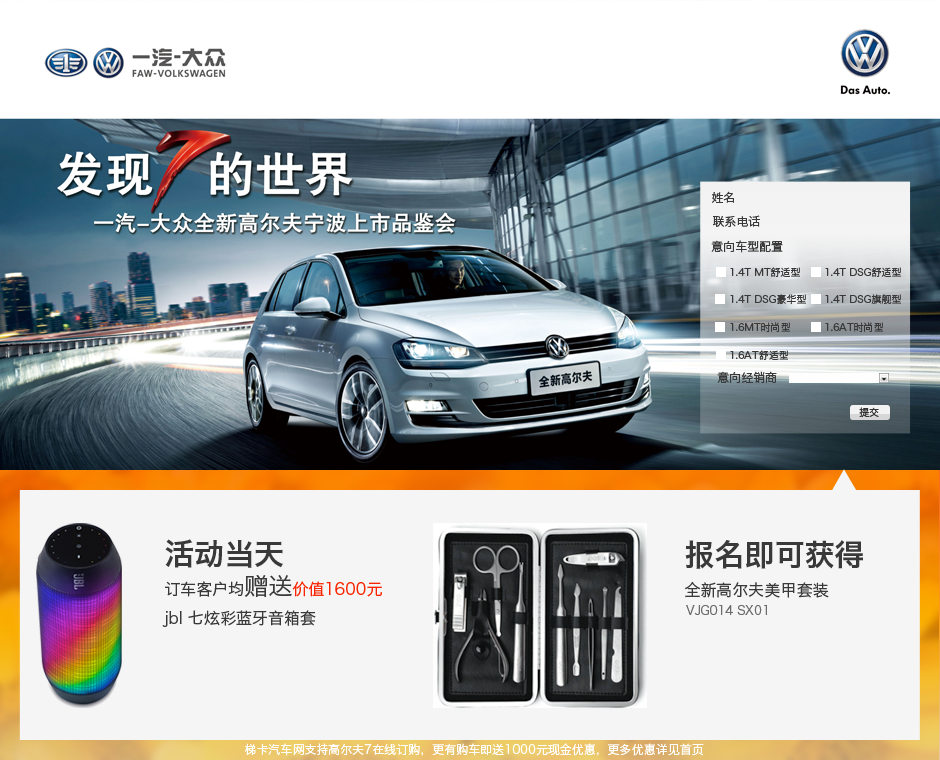 一汽-大众
FAW-VOLKSWAGEN
Das Auto.
发现7的世界
一汽-大众全新高尔夫宁波上市品鉴会
姓名
联系电话
意向车型配置
1.4T MT舒适型 1.4T DSG舒适型
1.4T DSG豪华型 1.4T DSG旗舰型
1.6MT时尚型 1.6AT时尚型
1.6AT舒适型
意向经销商
提交
全新高尔夫
JBL
活动当天
订车客户均赠送价值1600元
jbl 七炫彩蓝牙音箱套
报名即可获得
全新高尔夫美甲套装
VJG014 SX01
梯卡汽车网支持高尔夫7在线订购，更有购车即送1000元现金优惠，更多优惠详见首页